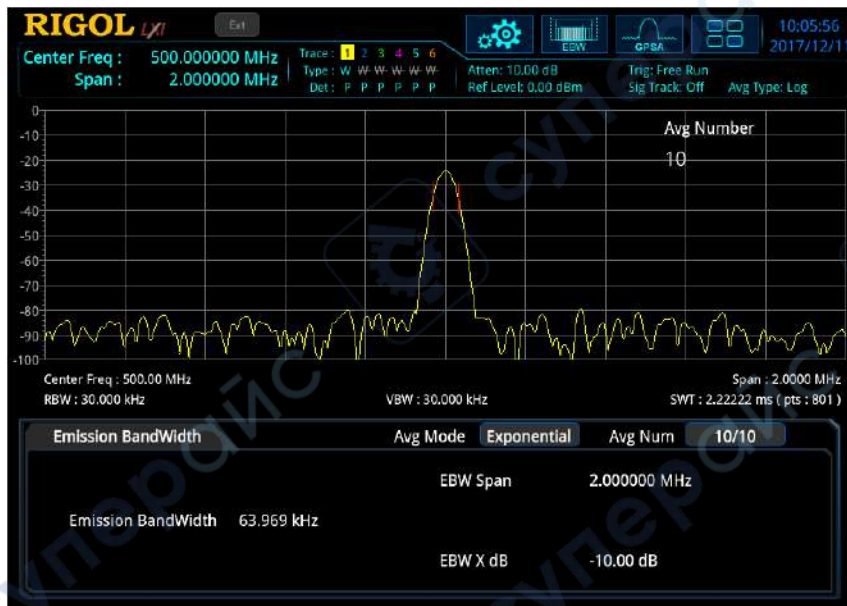 RIGOL LXI Ext
EBW GPSA
10:05:56
2017/12/11
Center Freq : 500.000000 MHz
Span : 2.000000 MHz
Trace : 1 2 3 4 5 6
Type : W W W W W W
Det : P P P P P P
Atten: 10.00 dB
Ref Level: 0.00 dBm
Trig: Free Run
Sig Track: Off Avg Type: Log
Avg Number
10
0
-10
-20
-30
-40
-50
-60
-70
-80
-90
-100
Center Freq : 500.00 MHz
Span : 2.0000 MHz
RBW : 30.000 kHz VBW : 30.000 kHz SWT : 2.22222 ms ( pts : 801 )
Emission BandWidth Avg Mode Exponential Avg Num 10/10
EBW Span 2.000000 MHz
Emission BandWidth 63.969 kHz
EBW X dB -10.00 dB
суперайс